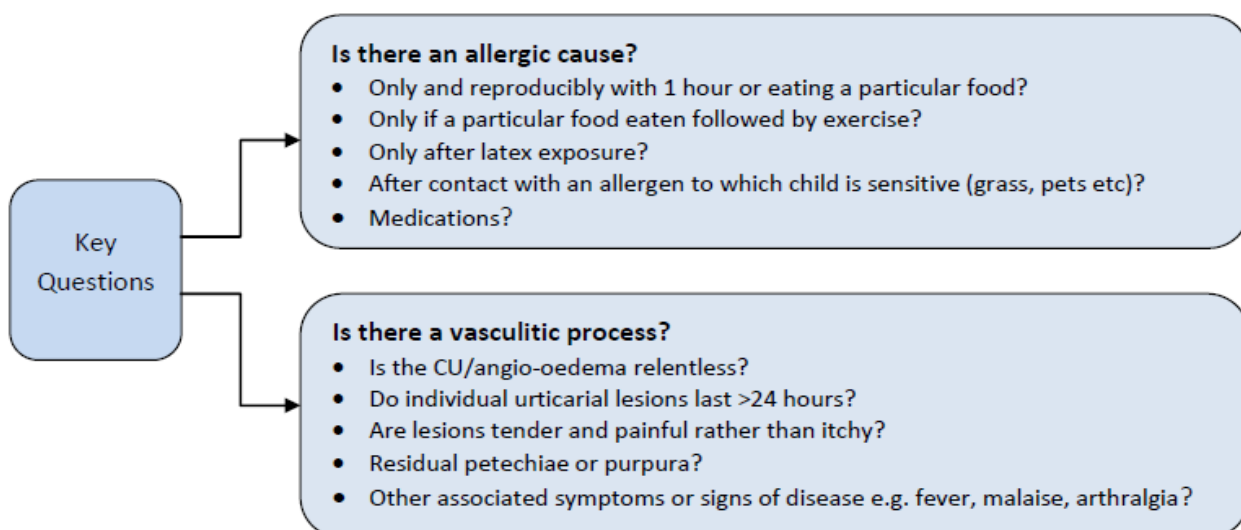 Key
Questions
Is there an allergic cause?
• Only and reproducibly with 1 hour or eating a particular food?
• Only if a particular food eaten followed by exercise?
• Only after latex exposure?
• After contact with an allergen to which child is sensitive (grass, pets etc)?
• Medications?
Is there a vasculitic process?
• Is the CU/angio-oedema relentless?
• Do individual urticarial lesions last >24 hours?
• Are lesions tender and painful rather than itchy?
• Residual petechiae or purpura?
• Other associated symptoms or signs of disease e.g. fever, malaise, arthralgia?